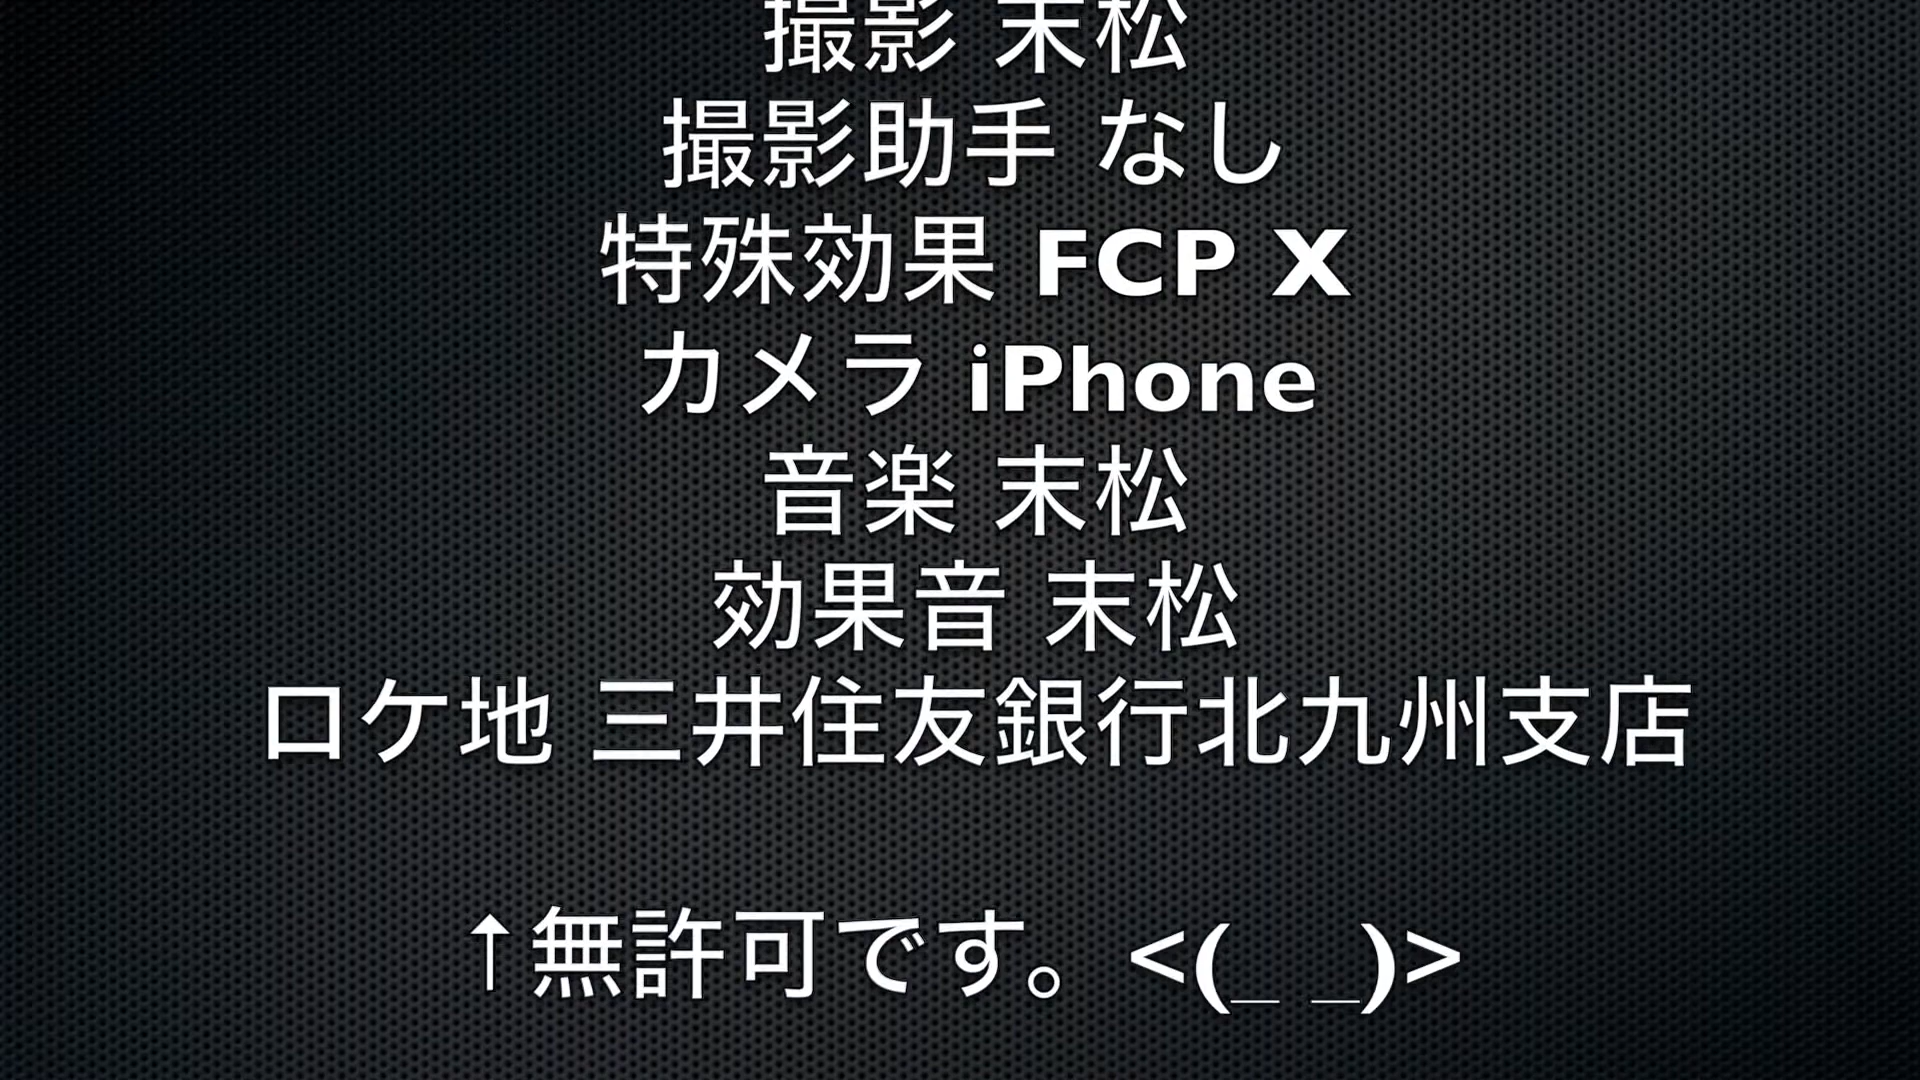 撮影 末松
撮影助手 なし
特殊効果 FCP X
カメラ iPhone
音楽 末松
効果音 末松
ロケ地 三井住友銀行北九州支店
↑無許可です。<(_ _)>